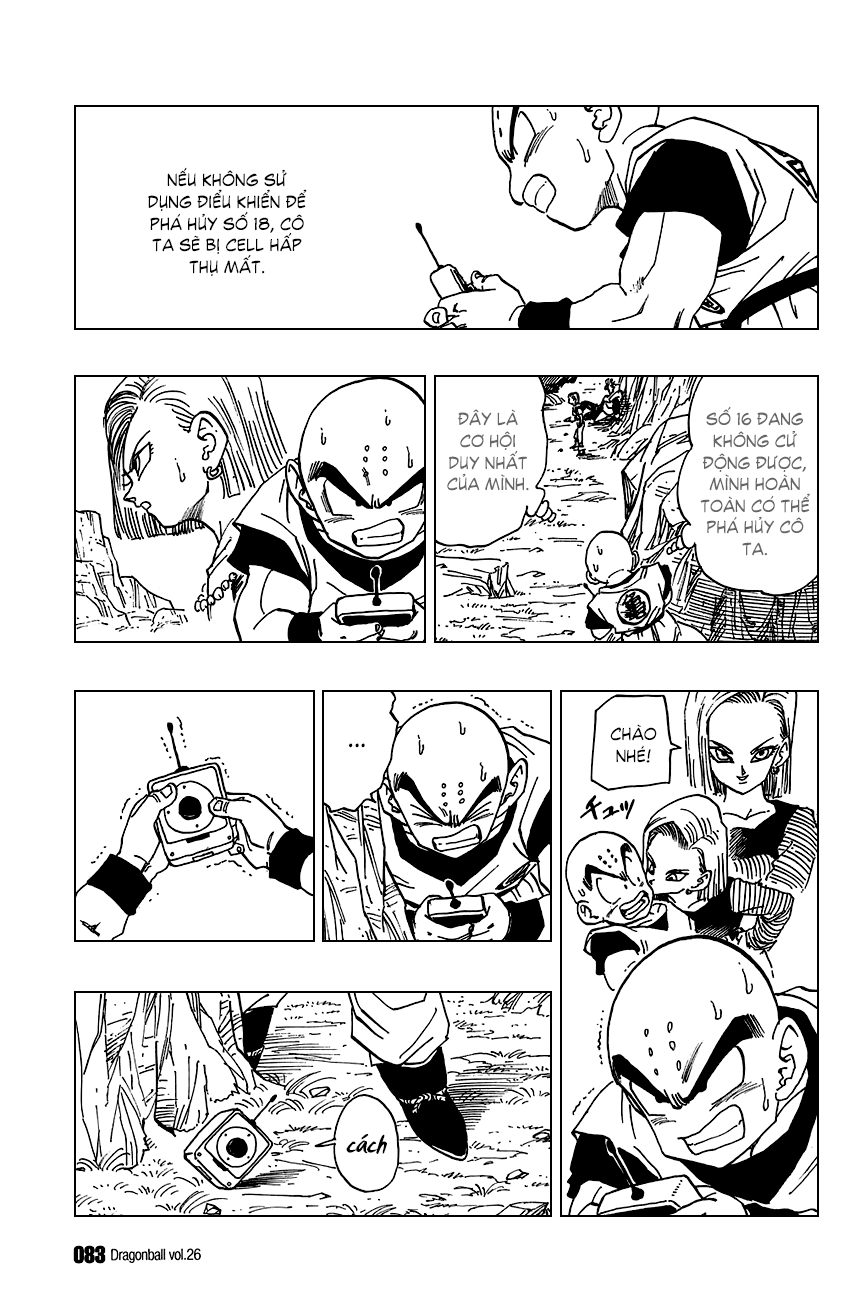 NẾU KHÔNG SỬ
DỤNG ĐIỀU KHIỂN ĐỂ
PHÁ HỦY SỐ 18, CÔ
TA SẼ BỊ CELL HẤP
THỤ MẤT.
SỐ 16 ĐANG
KHÔNG CỬ
ĐỘNG ĐƯỢC,
MÌNH HOÀN
TOÀN CÓ THỂ
PHÁ HỦY CÔ
TA.
ĐÂY LÀ
CƠ HỘI
DUY NHẤT
CỦA MÌNH.
CHÀO
NHÉ!
チュッ
...
cách
083 Dragonball vol.26